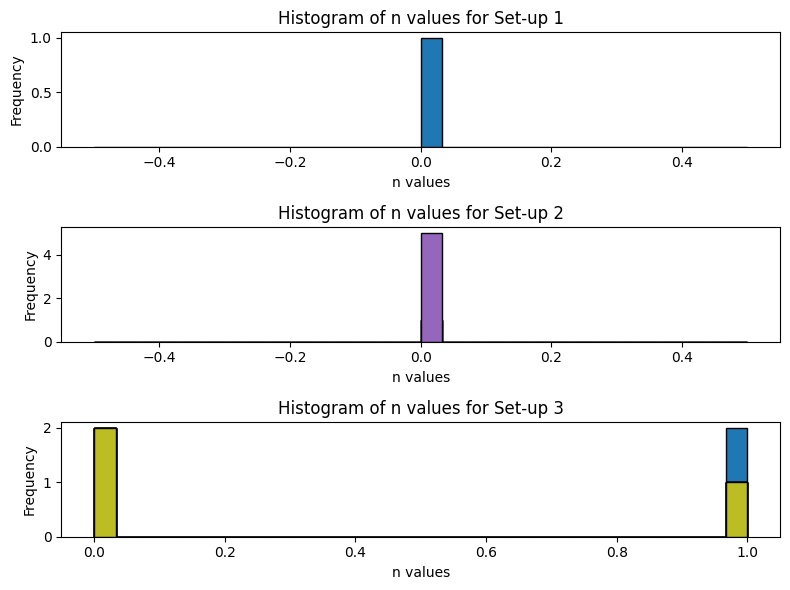 Histogram of n values for Set-up 1
1.0
0.5
0.0
Frequency
−0.4 −0.2 0.0 0.2 0.4
n values
Histogram of n values for Set-up 2
4
2
0
Frequency
−0.4 −0.2 0.0 0.2 0.4
n values
Histogram of n values for Set-up 3
2
1
0
Frequency
0.0 0.2 0.4 0.6 0.8 1.0
n values